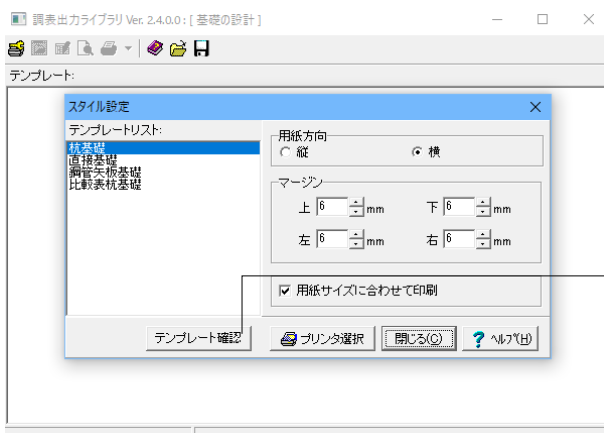 調表出力ライブラリ Ver. 2.4.0.0 : [ 基礎の設計 ]
テンプレート:
スタイル設定
テンプレートリスト:
杭基礎
直接基礎
鋼管矢板基礎
比較表杭基礎
用紙方向
縦
横
マージン
上 6 mm
下 6 mm
左 6 mm
右 6 mm
用紙サイズに合わせて印刷
テンプレート確認
プリンタ選択
閉じる(C)
ヘルプ(H)